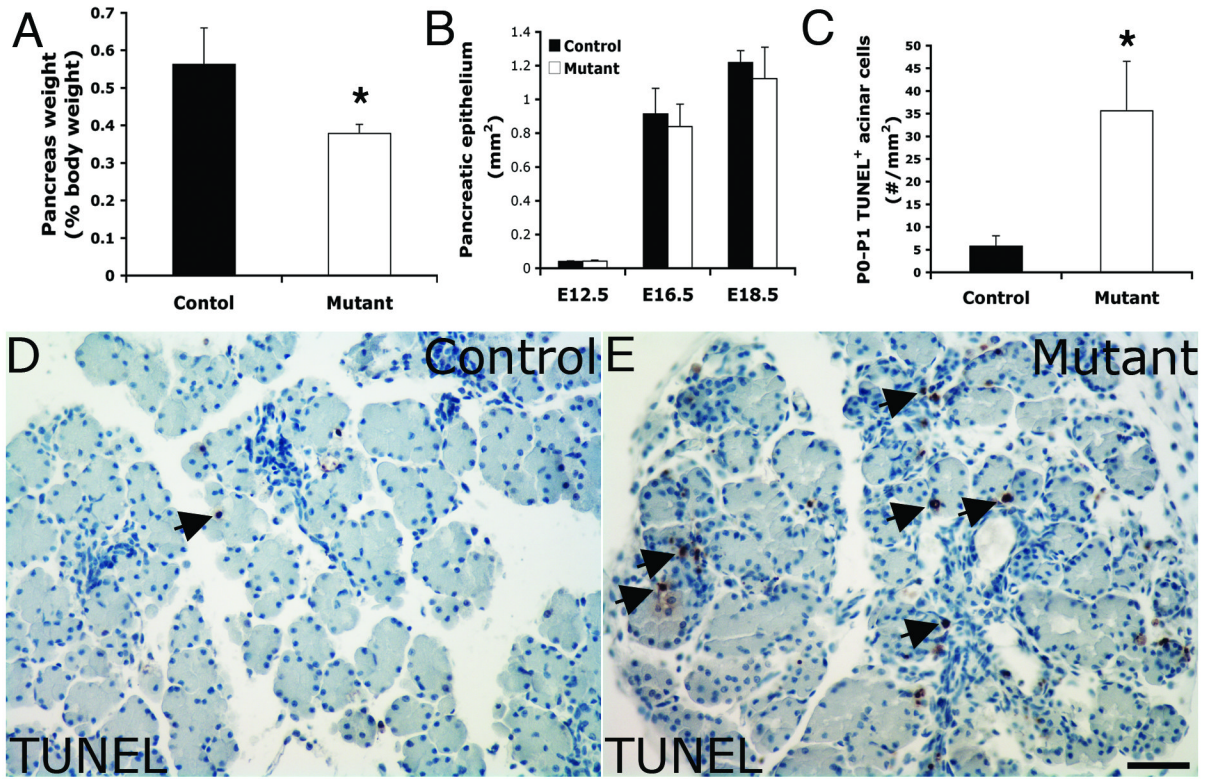 A
Pancreas weight
(% body weight)
0.7
0.6
0.5
0.4
0.3
0.2
0.1
0
*
Contol
Mutant
B
Pancreatic epithelium
(mm²)
1.4
1.2
1
0.8
0.6
0.4
0.2
0
Control
Mutant
E12.5
E16.5
E18.5
C
P0-P1 TUNEL⁺ acinar cells
(#/mm²)
50
45
40
35
30
25
20
15
10
5
0
*
Control
Mutant
D
Control
TUNEL
E
Mutant
TUNEL